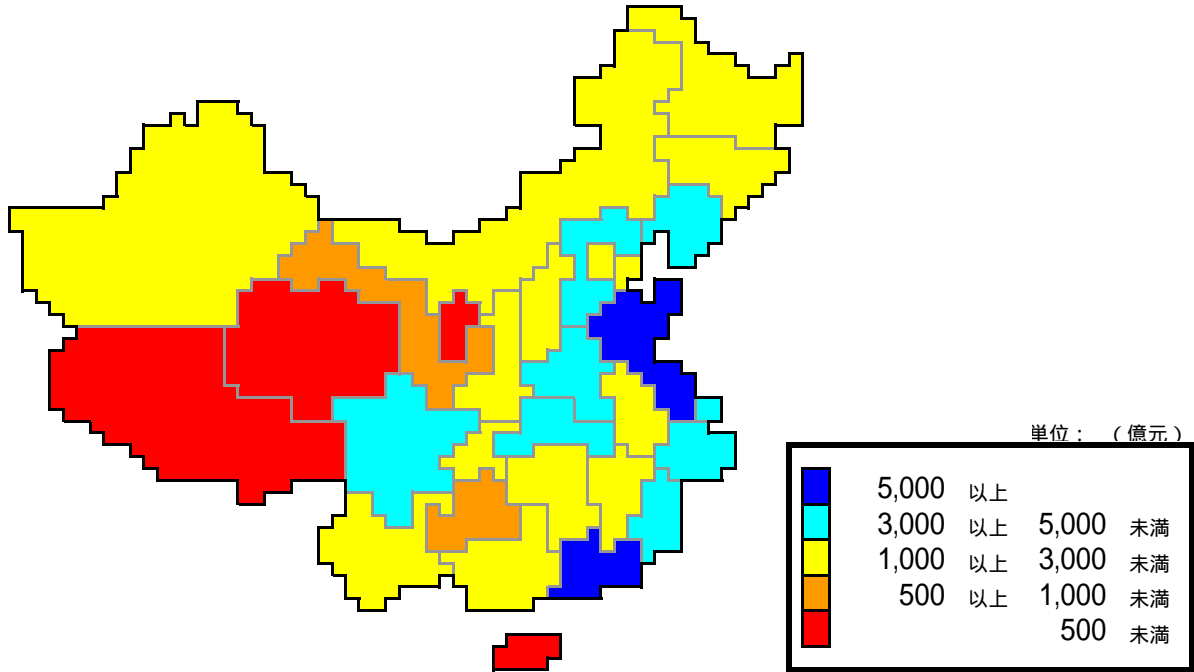 単位： （億元）
5,000 以上
3,000 以上 5,000 未満
1,000 以上 3,000 未満
500 以上 1,000 未満
500 未満